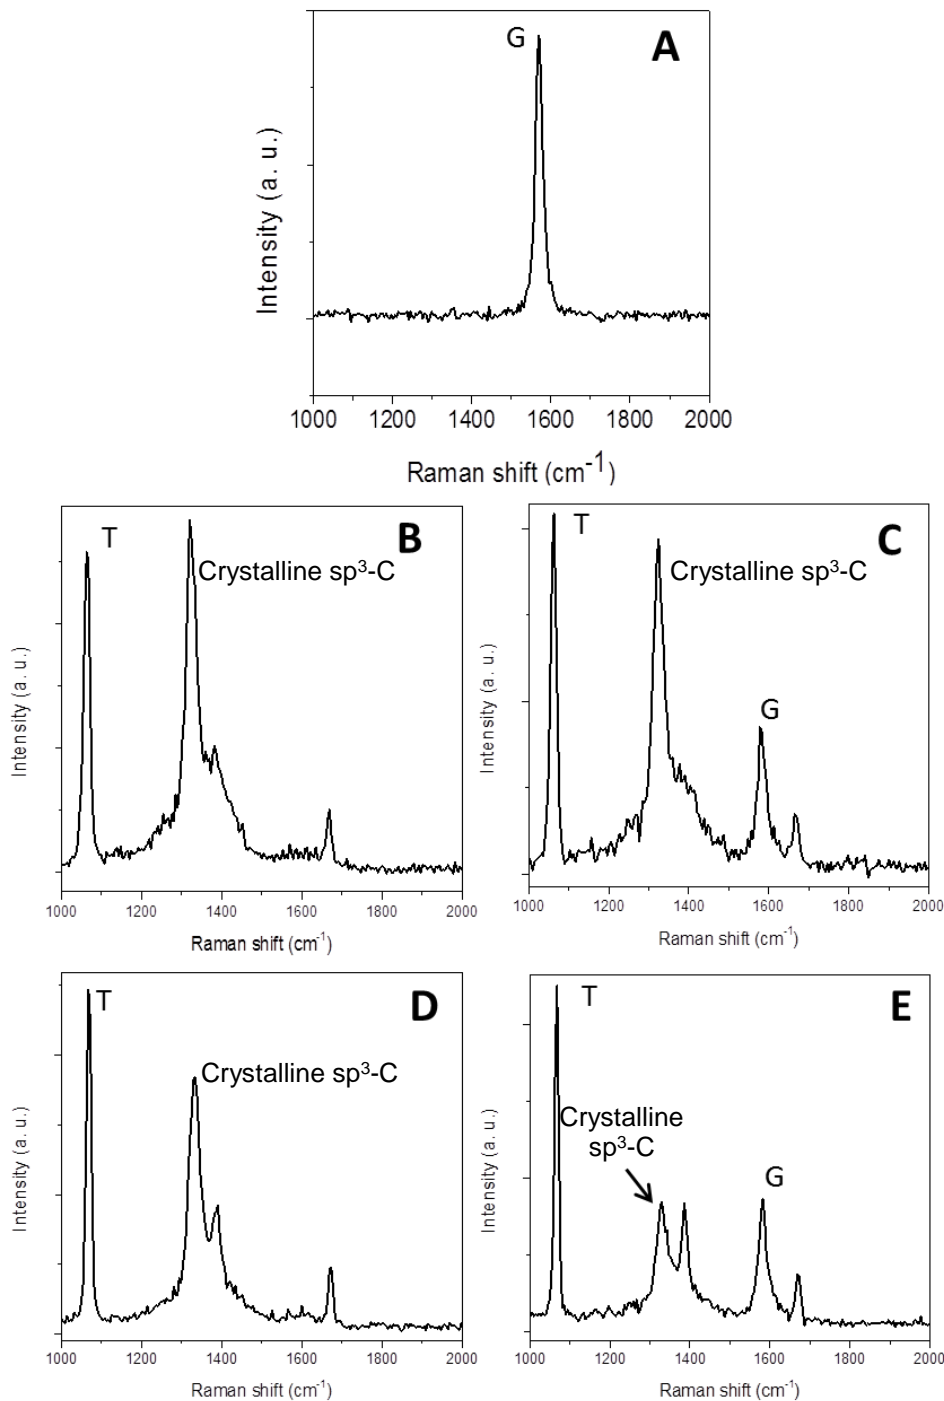 G
A
Intensity (a. u.)
1000 1200 1400 1600 1800 2000
Raman shift (cm⁻¹)
T
B
Crystalline sp³-C
Intensity (a. u.)
1000 1200 1400 1600 1800 2000
Raman shift (cm⁻¹)
T
C
Crystalline sp³-C
G
Intensity (a. u.)
1000 1200 1400 1600 1800 2000
Raman shift (cm⁻¹)
T
D
Crystalline sp³-C
Intensity (a. u.)
1000 1200 1400 1600 1800 2000
Raman shift (cm⁻¹)
T
E
Crystalline
sp³-C
G
Intensity (a. u.)
1000 1200 1400 1600 1800 2000
Raman shift (cm⁻¹)